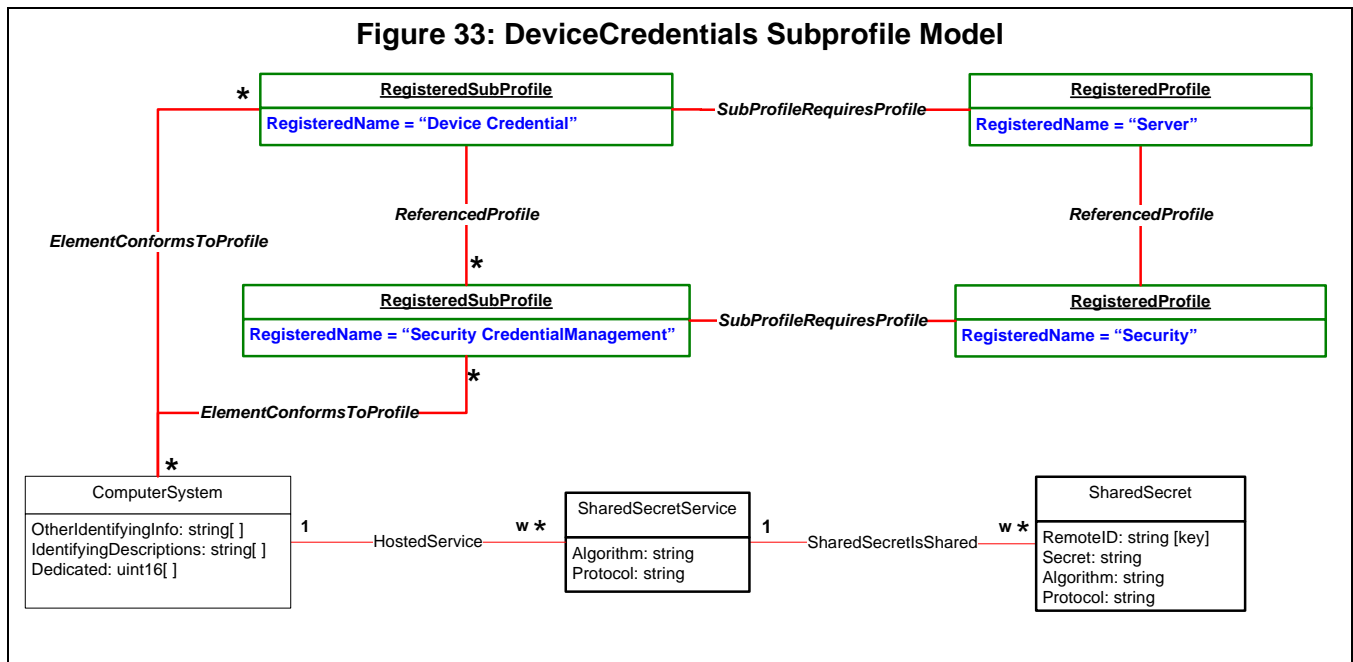 Figure 33: DeviceCredentials Subprofile Model
*
RegisteredSubProfile
RegisteredName = “Device Credential”
SubProfileRequiresProfile
RegisteredProfile
RegisteredName = “Server”
ElementConformsToProfile
ReferencedProfile
ReferencedProfile
*
RegisteredSubProfile
RegisteredName = “Security CredentialManagement”
SubProfileRequiresProfile
RegisteredProfile
RegisteredName = “Security”
*
ElementConformsToProfile
*
ComputerSystem
OtherIdentifyingInfo: string[ ]
IdentifyingDescriptions: string[ ]
Dedicated: uint16[ ]
1
HostedService
w *
SharedSecretService
Algorithm: string
Protocol: string
1
SharedSecretIsShared
w *
SharedSecret
RemoteID: string [key]
Secret: string
Algorithm: string
Protocol: string